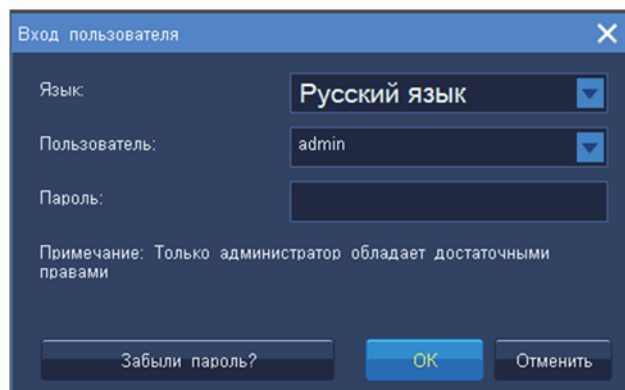 Вход пользователя
Язык: Русский язык
Пользователь: admin
Пароль:
Примечание: Только администратор обладает достаточными
правами
Забыли пароль? OK Отменить